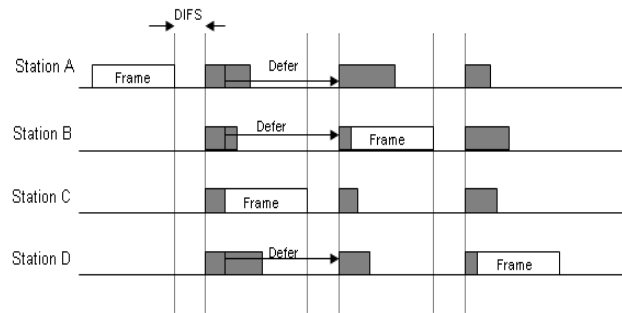 DIFS
Station A
Frame
Defer
Station B
Defer
Frame
Station C
Frame
Station D
Defer
Frame